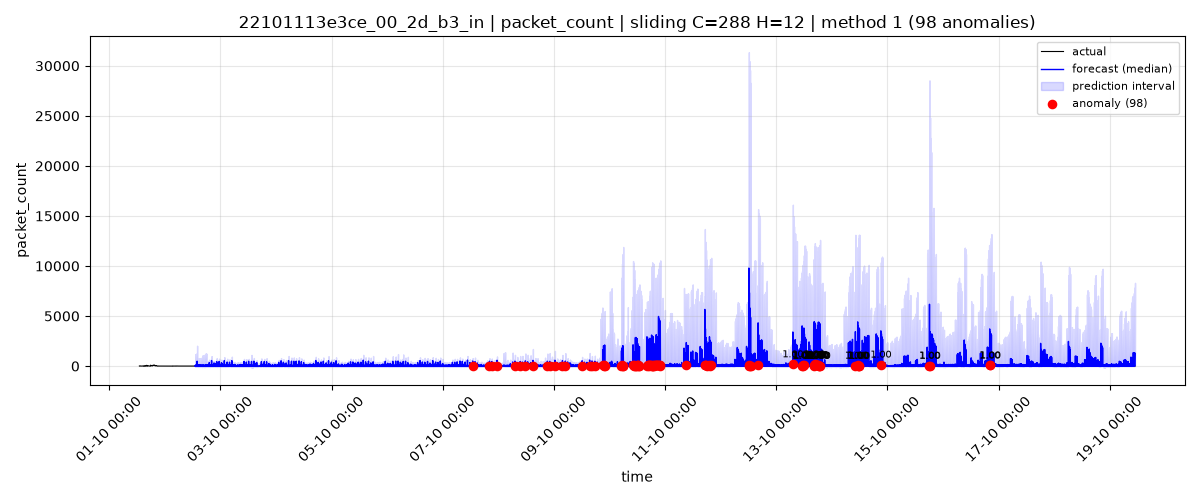 22101113e3ce_00_2d_b3_in | packet_count | sliding C=288 H=12 | method 1 (98 anomalies)
actual
forecast (median)
prediction interval
anomaly (98)
packet_count
30000
25000
20000
15000
10000
5000
0
1.00
1.00
1.00
01-10 00:00
03-10 00:00
05-10 00:00
07-10 00:00
09-10 00:00
11-10 00:00
13-10 00:00
15-10 00:00
17-10 00:00
19-10 00:00
time